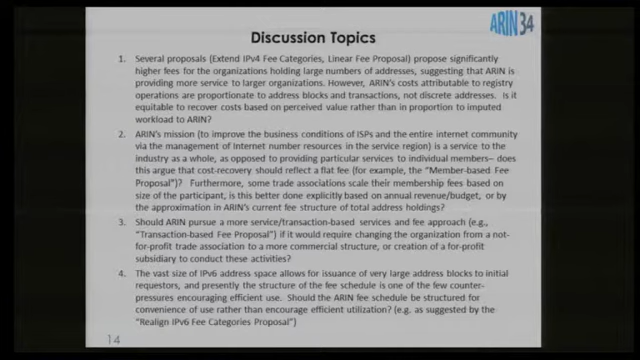 ARIN 34
Discussion Topics
1. Several proposals (Extend IPv4 Fee Categories, Linear Fee Proposal) propose significantly
higher fees for the organizations holding large numbers of addresses, suggesting that ARIN is
providing more service to larger organizations. However, ARIN's costs attributable to registry
operations are proportionate to address blocks and transactions, not discrete addresses. Is it
equitable to recover costs based on perceived value rather than in proportion to imputed
workload to ARIN?
2. ARIN's mission (to improve the business conditions of ISPs and the entire internet community
via the management of Internet number resources in the service region) is a service to the
industry as a whole, as opposed to providing particular services to individual members– does
this argue that cost-recovery should reflect a flat fee (for example, the "Member-based Fee
Proposal")? Furthermore, some trade associations scale their membership fees based on
size of the participant, is this better done explicitly based on annual revenue/budget, or by
the approximation in ARIN's current fee structure of total address holdings?
3. Should ARIN pursue a more service/transaction-based services and fee approach (e.g.,
"Transaction-based Fee Proposal") if it would require changing the organization from a not-
for-profit trade association to a more commercial structure, or creation of a for-profit
subsidiary to conduct these activities?
4. The vast size of IPv6 address space allows for issuance of very large address blocks to initial
requestors, and presently the structure of the fee schedule is one of the few counter-
pressures encouraging efficient use. Should the ARIN fee schedule be structured for
convenience of use rather than encourage efficient utilization? (e.g. as suggested by the
"Realign IPv6 Fee Categories Proposal")
14